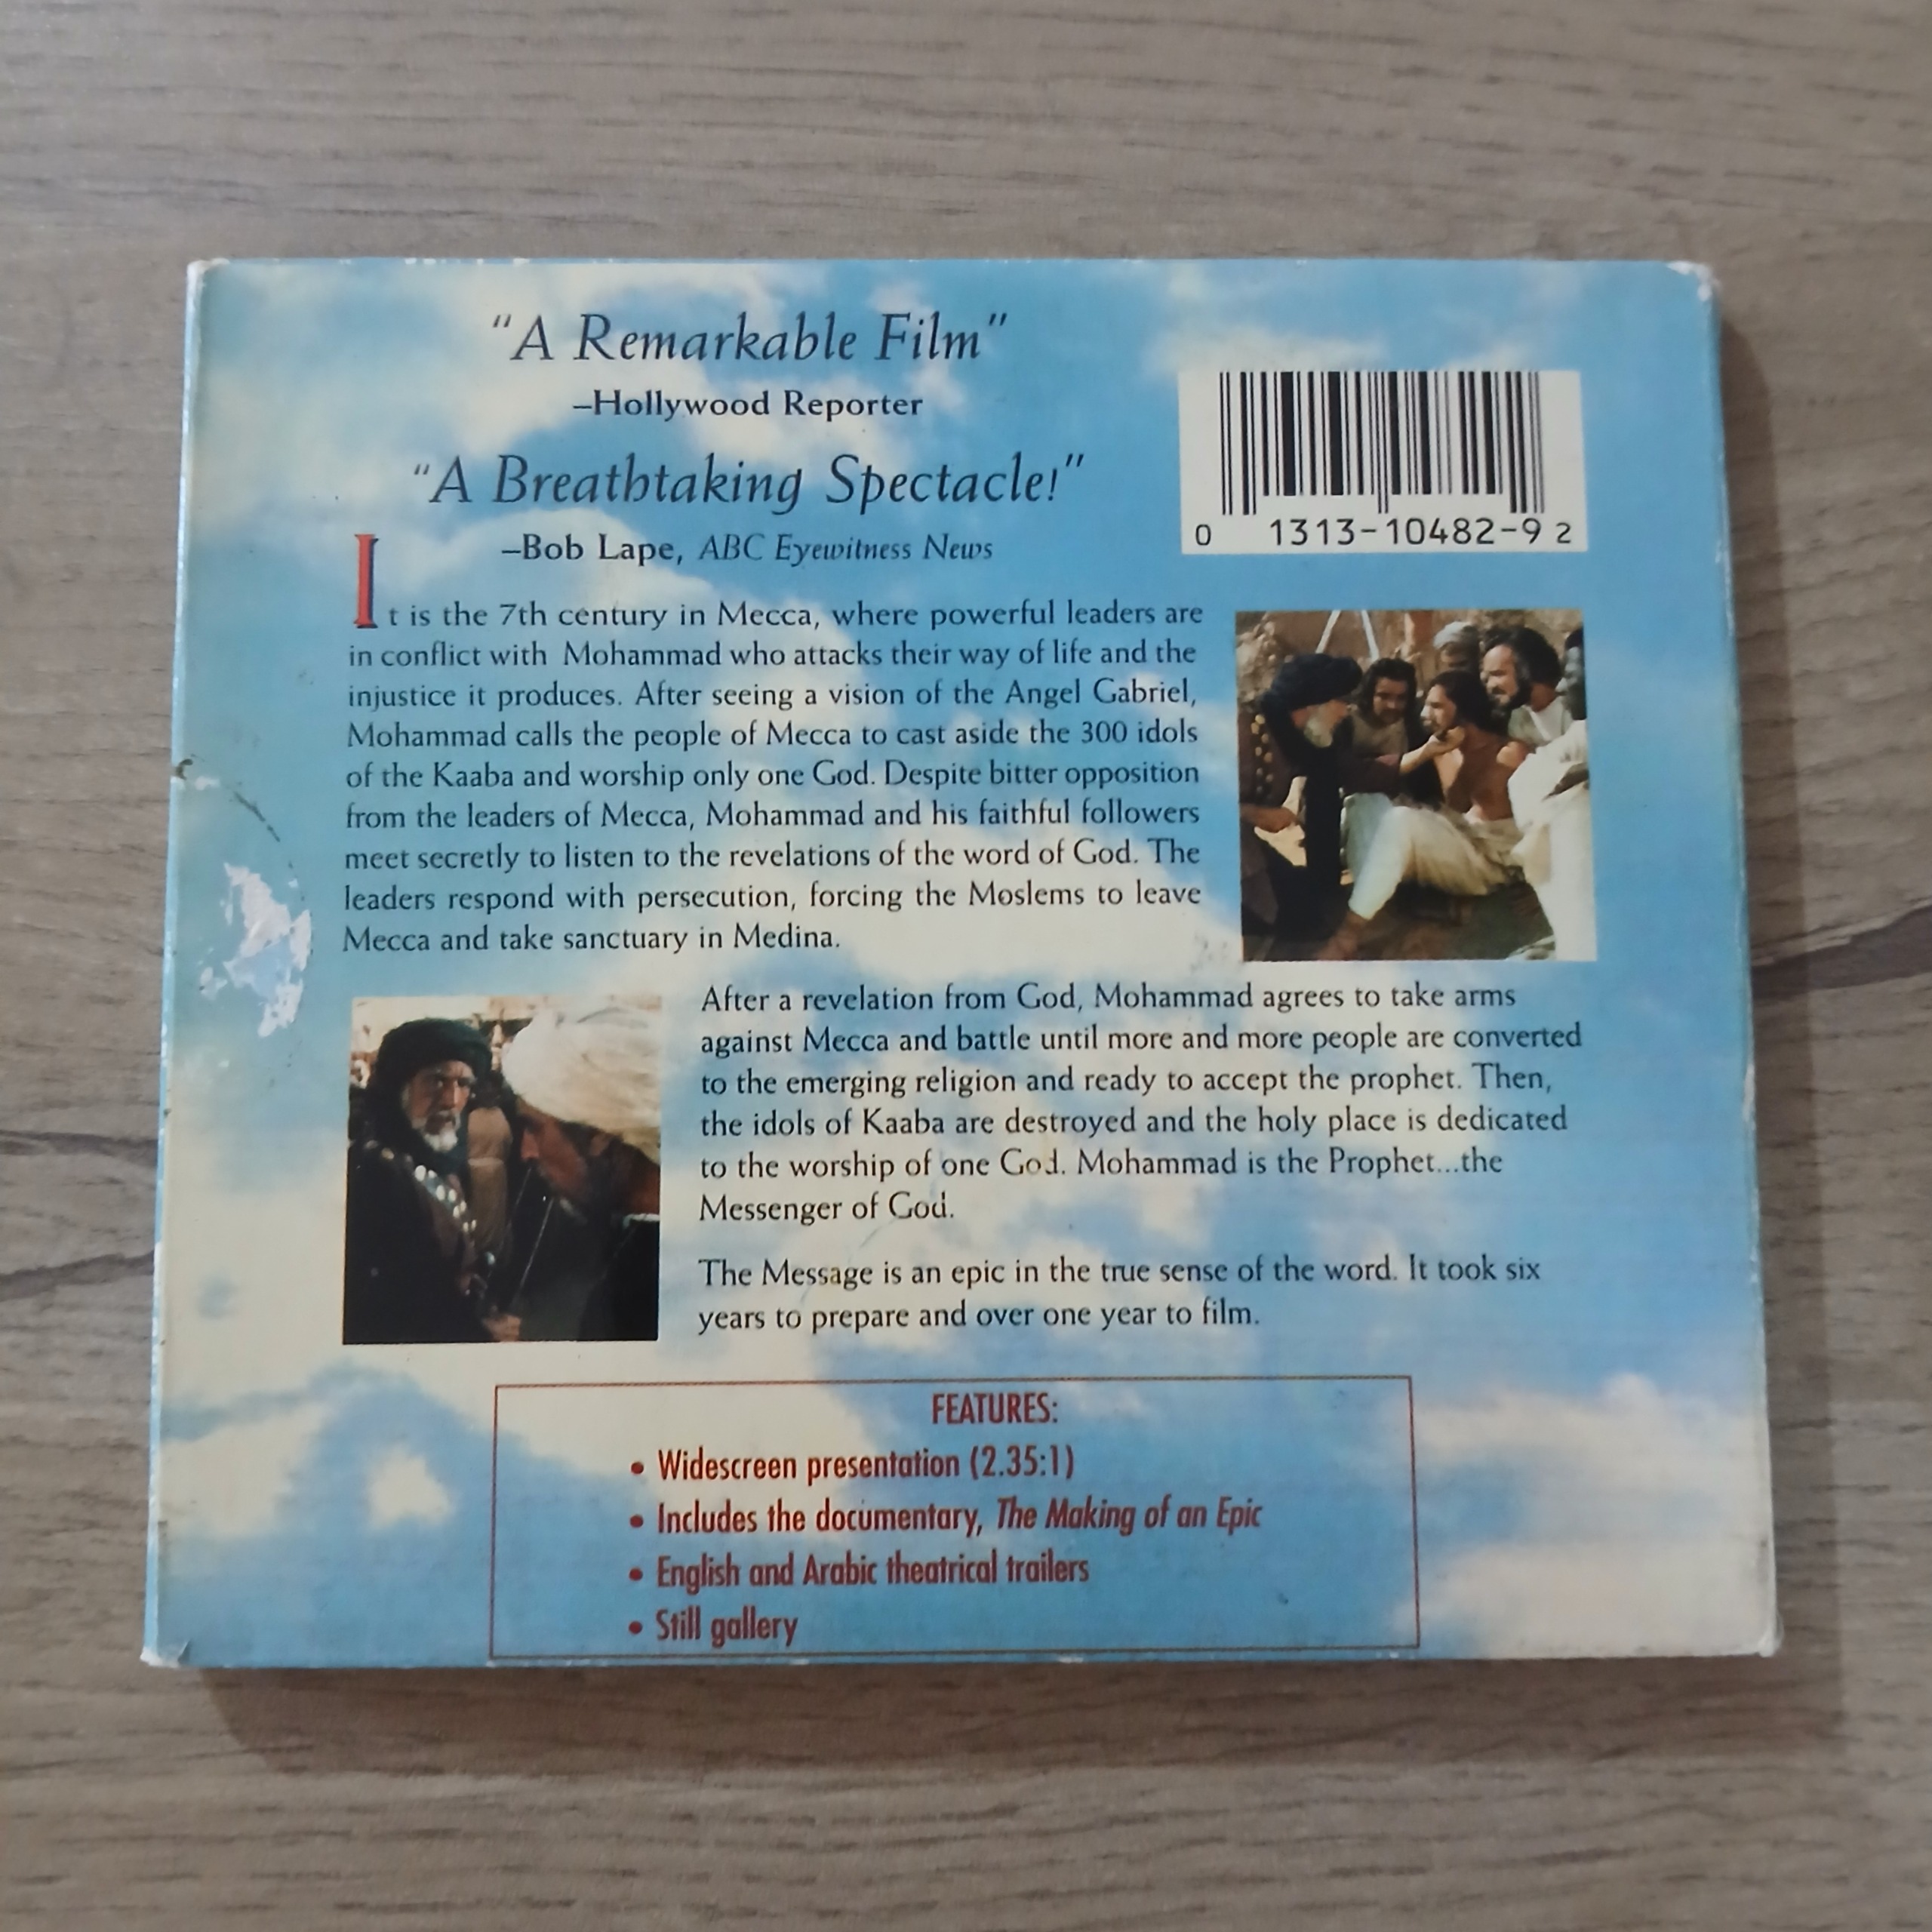 "A Remarkable Film"
–Hollywood Reporter
"A Breathtaking Spectacle!"
–Bob Lape, ABC Eyewitness News
0 1313-10482-9 2
It is the 7th century in Mecca, where powerful leaders are
in conflict with Mohammad who attacks their way of life and the
injustice it produces. After seeing a vision of the Angel Gabriel,
Mohammad calls the people of Mecca to cast aside the 300 idols
of the Kaaba and worship only one God. Despite bitter opposition
from the leaders of Mecca, Mohammad and his faithful followers
meet secretly to listen to the revelations of the word of God. The
leaders respond with persecution, forcing the Moslems to leave
Mecca and take sanctuary in Medina.
After a revelation from God, Mohammad agrees to take arms
against Mecca and battle until more and more people are converted
to the emerging religion and ready to accept the prophet. Then,
the idols of Kaaba are destroyed and the holy place is dedicated
to the worship of one God. Mohammad is the Prophet...the
Messenger of God.
The Message is an epic in the true sense of the word. It took six
years to prepare and over one year to film.
FEATURES:
• Widescreen presentation (2.35:1)
• Includes the documentary, The Making of an Epic
• English and Arabic theatrical trailers
• Still gallery